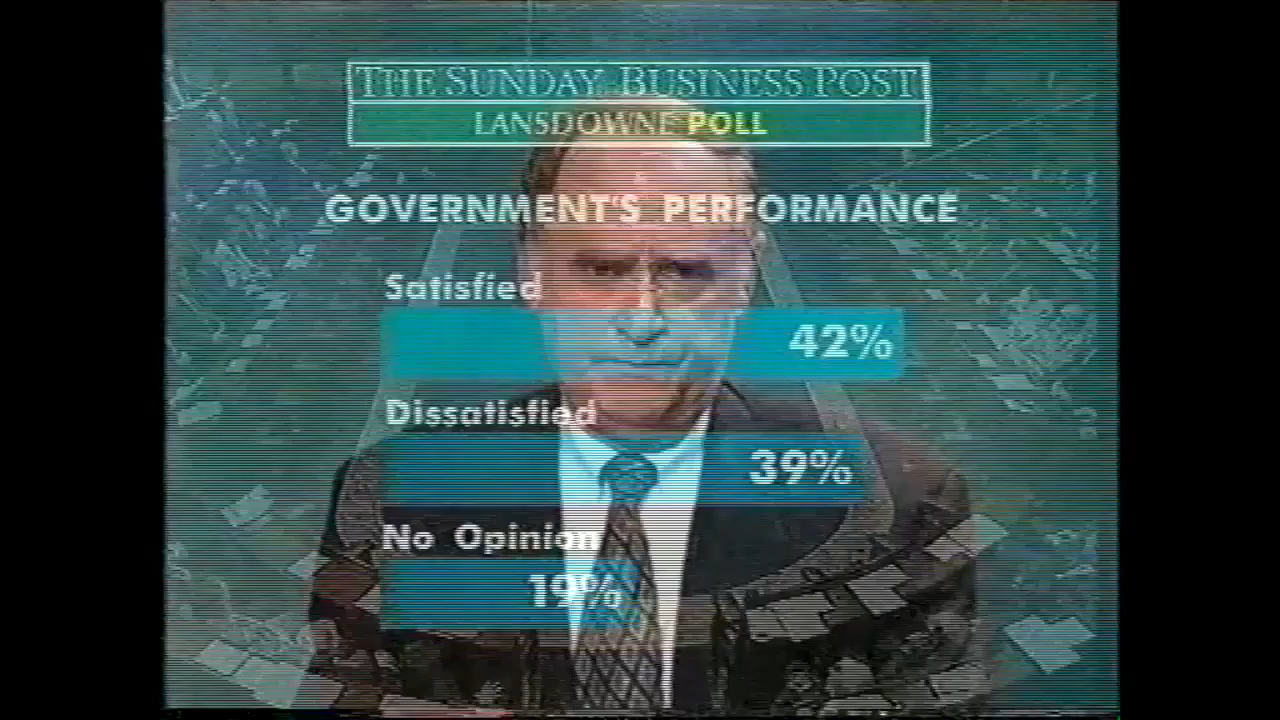 THE SUNDAY BUSINESS POST
LANSDOWNE POLL
GOVERNMENT'S PERFORMANCE
Satisfied
42%
Dissatisfied
39%
No Opinion
19%